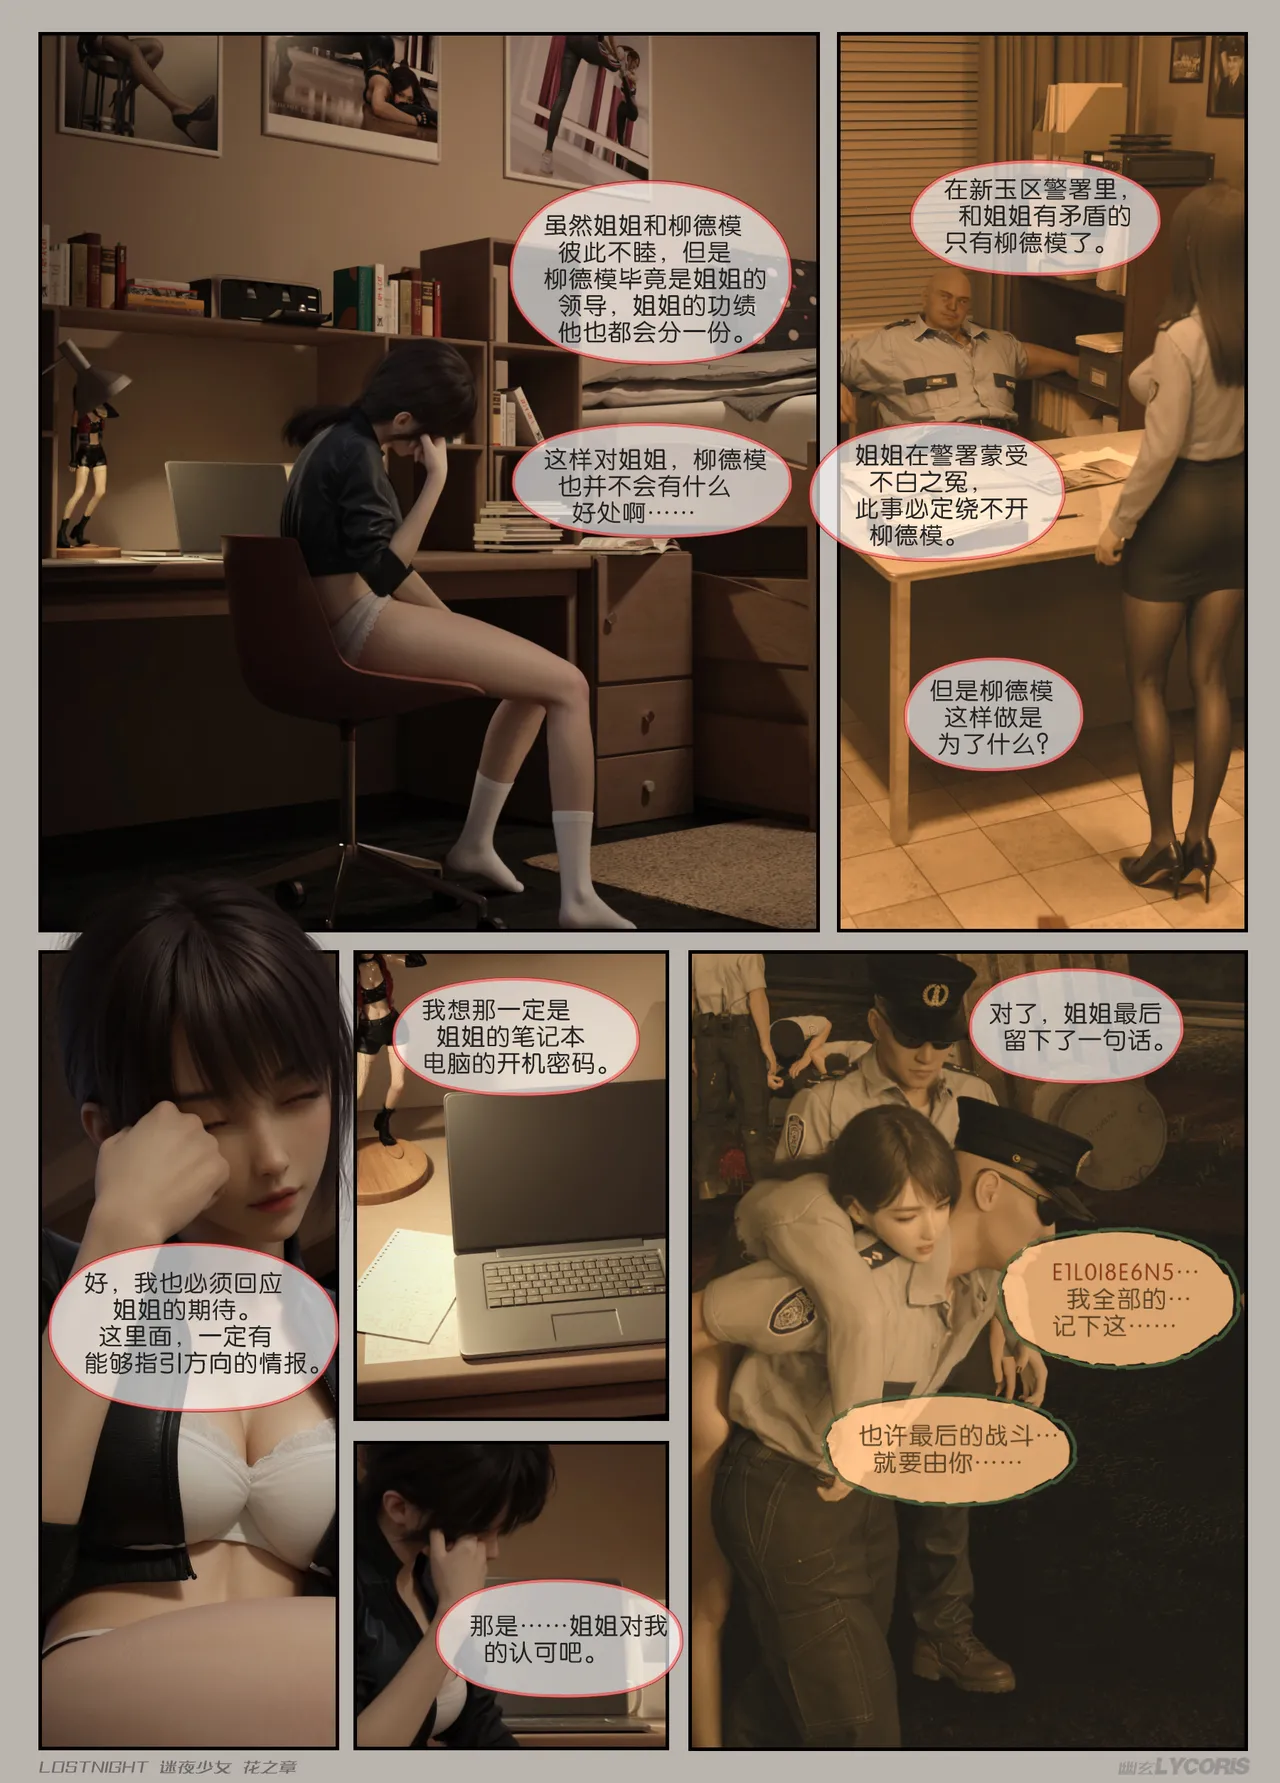 虽然姐姐和柳德模
彼此不睦，但是
柳德模毕竟是姐姐的
领导，姐姐的功绩
他也都会分一份。
这样对姐姐，柳德模
也并不会有什么
好处啊……
在新玉区警署里，
和姐姐有矛盾的
只有柳德模了。
姐姐在警署蒙受
不白之冤，
此事必定绕不开
柳德模。
但是柳德模
这样做是
为了什么？
好，我也必须回应
姐姐的期待。
这里面，一定有
能够指引方向的情报。
我想那一定是
姐姐的笔记本
电脑的开机密码。
那是……姐姐对我
的认可吧。
对了，姐姐最后
留下了一句话。
E1L0I8E6N5…
我全部的…
记下这……
也许最后的战斗…
就要由你……
LOSTNIGHT 迷夜少女 花之章
幽玄LYCORIS